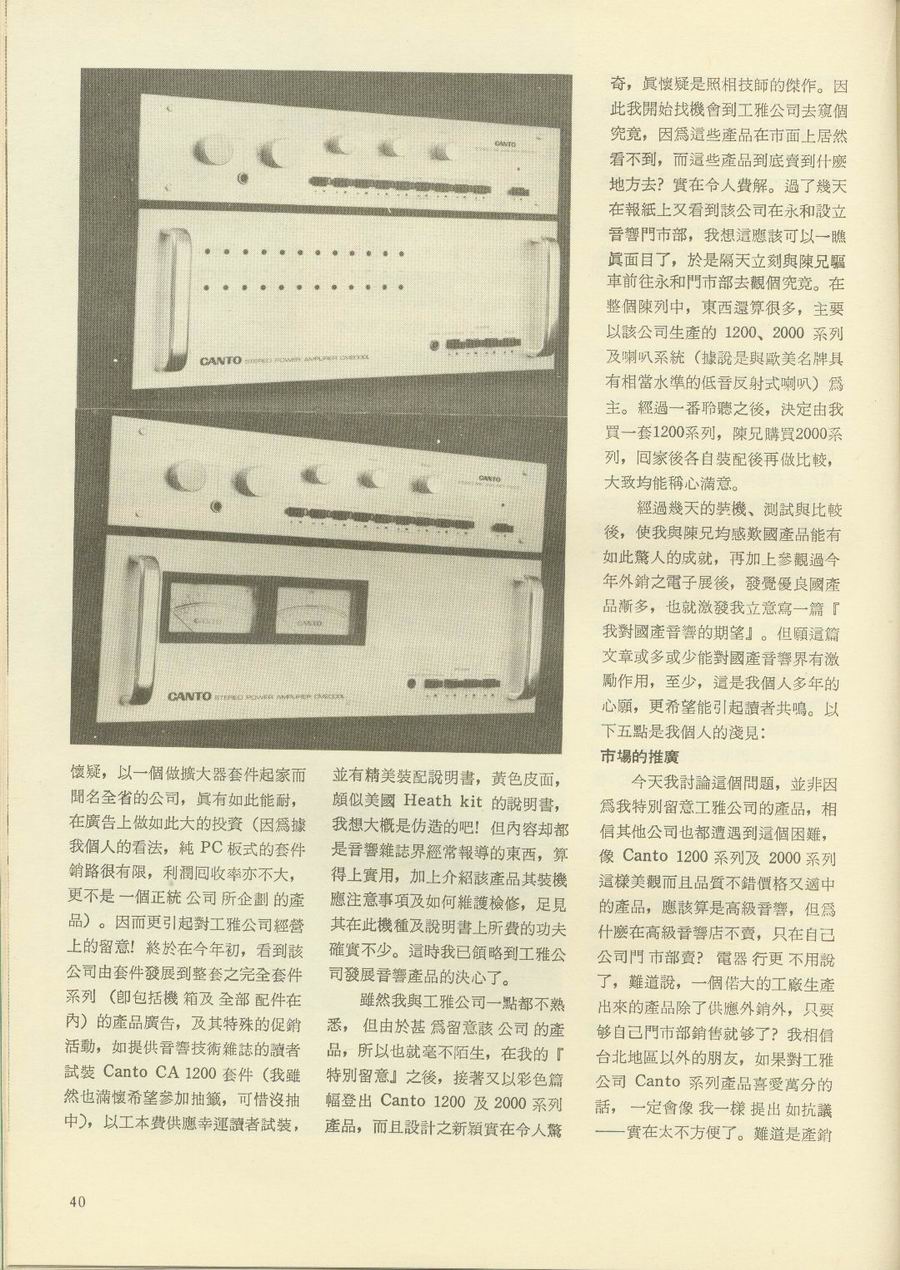 CANTO
CANTO STEREO POWER AMPLIFIER CM2000L
CANTO
CANTO
CANTO
CANTO STEREO POWER AMPLIFIER CM2000L
懷疑，以一個做擴大器套件起家而
聞名全省的公司，眞有如此能耐，
在廣告上做如此大的投資（因爲據
我個人的看法，純 PC 板式的套件
銷路很有限，利潤囘收率亦不大，
更不是一個正統公司所企劃的產
品）。因而更引起對工雅公司經營
上的留意！終於在今年初，看到該
公司由套件發展到整套之完全套件
系列（卽包括機箱及全部配件在
內）的產品廣告，及其特殊的促銷
活動，如提供音響技術雜誌的讀者
試裝 Canto CA 1200 套件（我雖
然也滿懷希望參加抽籤，可惜沒抽
中），以工本費供應幸運讀者試裝，
並有精美裝配說明書，黃色皮面，
頗似美國 Heath kit 的說明書，
我想大槪是仿造的吧！但內容却都
是音響雜誌界經常報導的東西，算
得上實用，加上介紹該產品其裝機
應注意事項及如何維護檢修，足見
其在此機種及說明書上所費的功夫
確實不少。這時我已領略到工雅公
司發展音響產品的決心了。
雖然我與工雅公司一點都不熟
悉，但由於甚爲留意該公司的產
品，所以也就毫不陌生，在我的『
特別留意』之後，接著又以彩色篇
幅登出 Canto 1200 及 2000 系列
產品，而且設計之新穎實在令人驚
奇，眞懷疑是照相技師的傑作。因
此我開始找機會到工雅公司去窺個
究竟，因爲這些產品在市面上居然
看不到，而這些產品到底賣到什麽
地方去？實在令人費解。過了幾天
在報紙上又看到該公司在永和設立
音響門市部，我想這應該可以一瞧
眞面目了，於是隔天立刻與陳兄驅
車前往永和門市部去觀個究竟。在
整個陳列中，東西還算很多，主要
以該公司生產的 1200、2000 系列
及喇叭系統（據說是與歐美名牌具
有相當水準的低音反射式喇叭）爲
主。經過一番聆聽之後，決定由我
買一套1200系列，陳兄購買2000系
列，囘家後各自裝配後再做比較，
大致均能稱心滿意。
經過幾天的裝機、測試與比較
後，使我與陳兄均感歎國產品能有
如此驚人的成就，再加上參觀過今
年外銷之電子展後，發覺優良國產
品漸多，也就激發我立意寫一篇『
我對國產音響的期望』。但願這篇
文章或多或少能對國產音響界有激
勵作用，至少，這是我個人多年的
心願，更希望能引起讀者共鳴。以
下五點是我個人的淺見：
市場的推廣
今天我討論這個問題，並非因
爲我特別留意工雅公司的產品，相
信其他公司也都遭遇到這個困難，
像 Canto 1200 系列及 2000 系列
這樣美觀而且品質不錯價格又適中
的產品，應該算是高級音響，但爲
什麽在高級音響店不賣，只在自己
公司門市部賣？電器行更不用說
了，難道說，一個偌大的工廠生產
出來的產品除了供應外銷外，只要
够自己門市部銷售就够了？我相信
台北地區以外的朋友，如果對工雅
公司 Canto 系列產品喜愛萬分的
話，一定會像我一樣提出如抗議
——實在太不方便了。難道是產銷
40